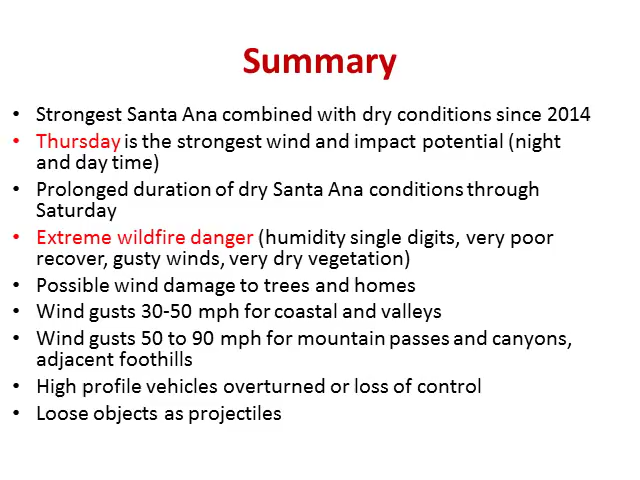 Summary
• Strongest Santa Ana combined with dry conditions since 2014
• Thursday is the strongest wind and impact potential (night
and day time)
• Prolonged duration of dry Santa Ana conditions through
Saturday
• Extreme wildfire danger (humidity single digits, very poor
recover, gusty winds, very dry vegetation)
• Possible wind damage to trees and homes
• Wind gusts 30-50 mph for coastal and valleys
• Wind gusts 50 to 90 mph for mountain passes and canyons,
adjacent foothills
• High profile vehicles overturned or loss of control
• Loose objects as projectiles